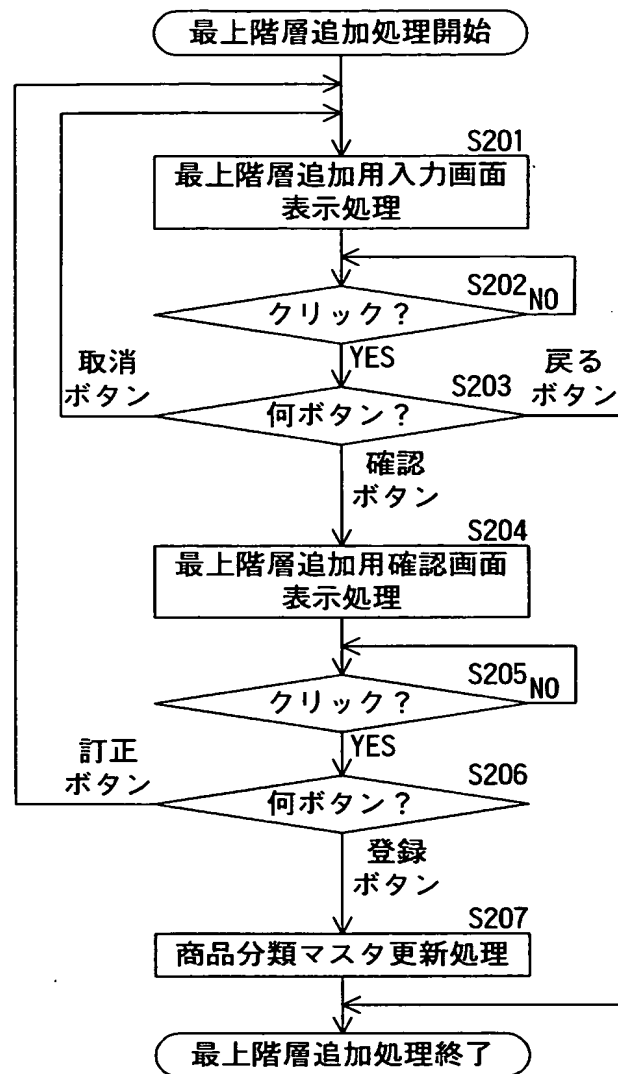 最上階層追加処理開始
S201
最上階層追加用入力画面
表示処理
S202
NO
クリック？
YES
取消
ボタン
S203
戻る
ボタン
何ボタン？
確認
ボタン
S204
最上階層追加用確認画面
表示処理
S205
NO
クリック？
YES
訂正
ボタン
S206
何ボタン？
登録
ボタン
S207
商品分類マスタ更新処理
最上階層追加処理終了